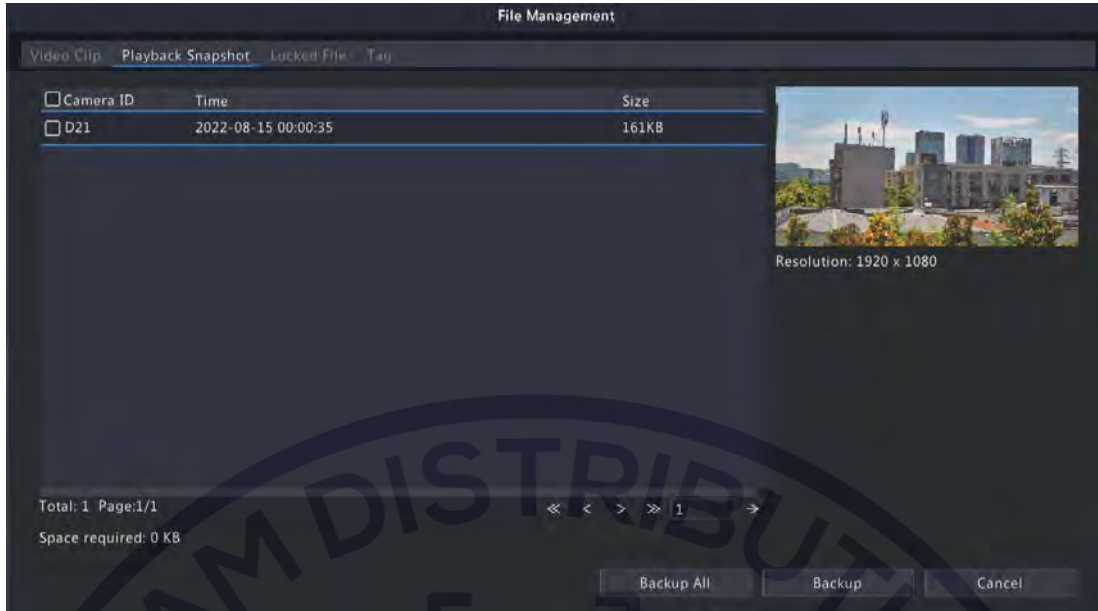 File Management
Video Clip Playback Snapshot Locked File Tag
Camera ID Time Size
D21 2022-08-15 00:00:35 161KB
Resolution: 1920 x 1080
Total: 1 Page:1/1
≪ < > ≫ 1 →
Space required: 0 KB
Backup All Backup Cancel
AM DISTRIBUT